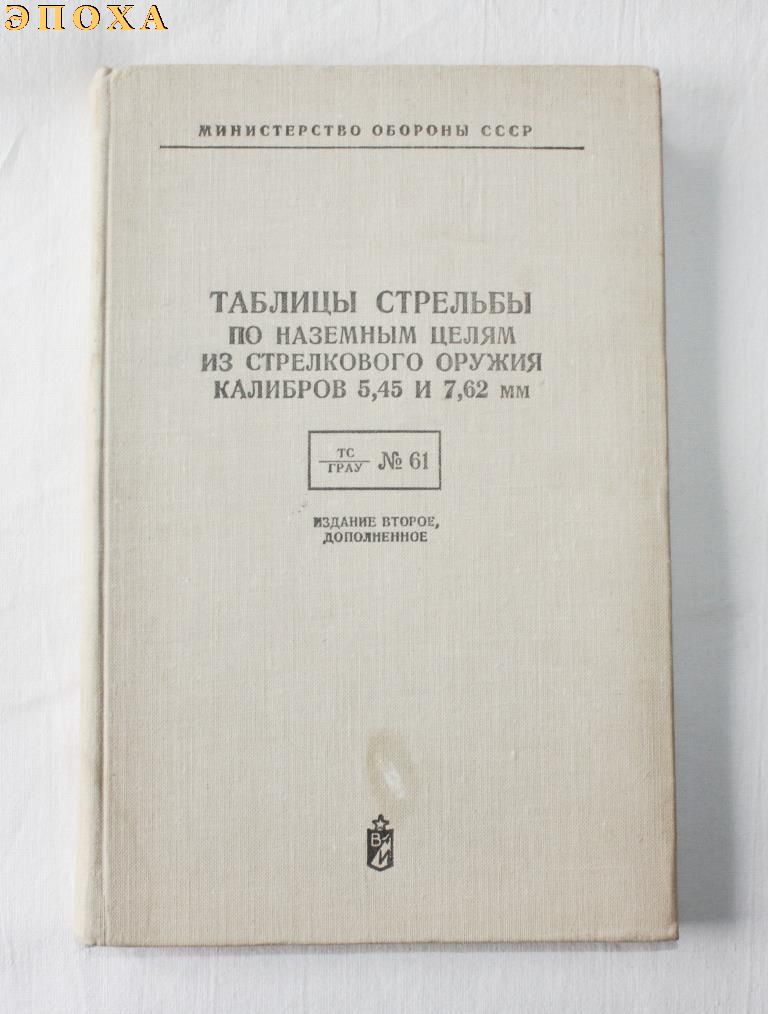 ЭПОХА
МИНИСТЕРСТВО ОБОРОНЫ СССР
ТАБЛИЦЫ СТРЕЛЬБЫ
ПО НАЗЕМНЫМ ЦЕЛЯМ
ИЗ СТРЕЛКОВОГО ОРУЖИЯ
КАЛИБРОВ 5,45 И 7,62 мм
ТС
ГРАУ № 61
ИЗДАНИЕ ВТОРОЕ,
ДОПОЛНЕННОЕ
В И